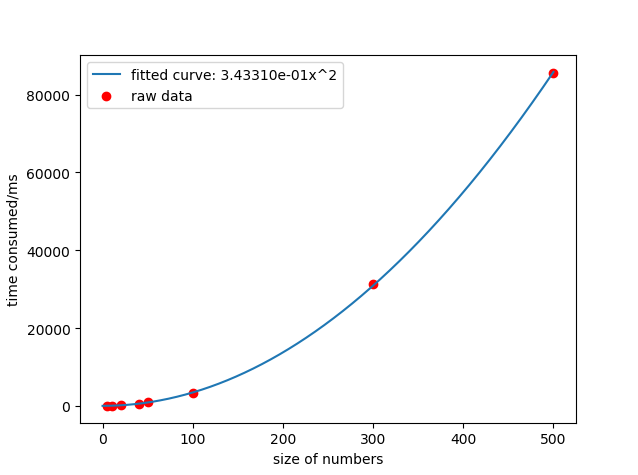 fitted curve: 3.43310e-01x^2
raw data
80000
60000
40000
20000
0
time consumed/ms
0 100 200 300 400 500
size of numbers